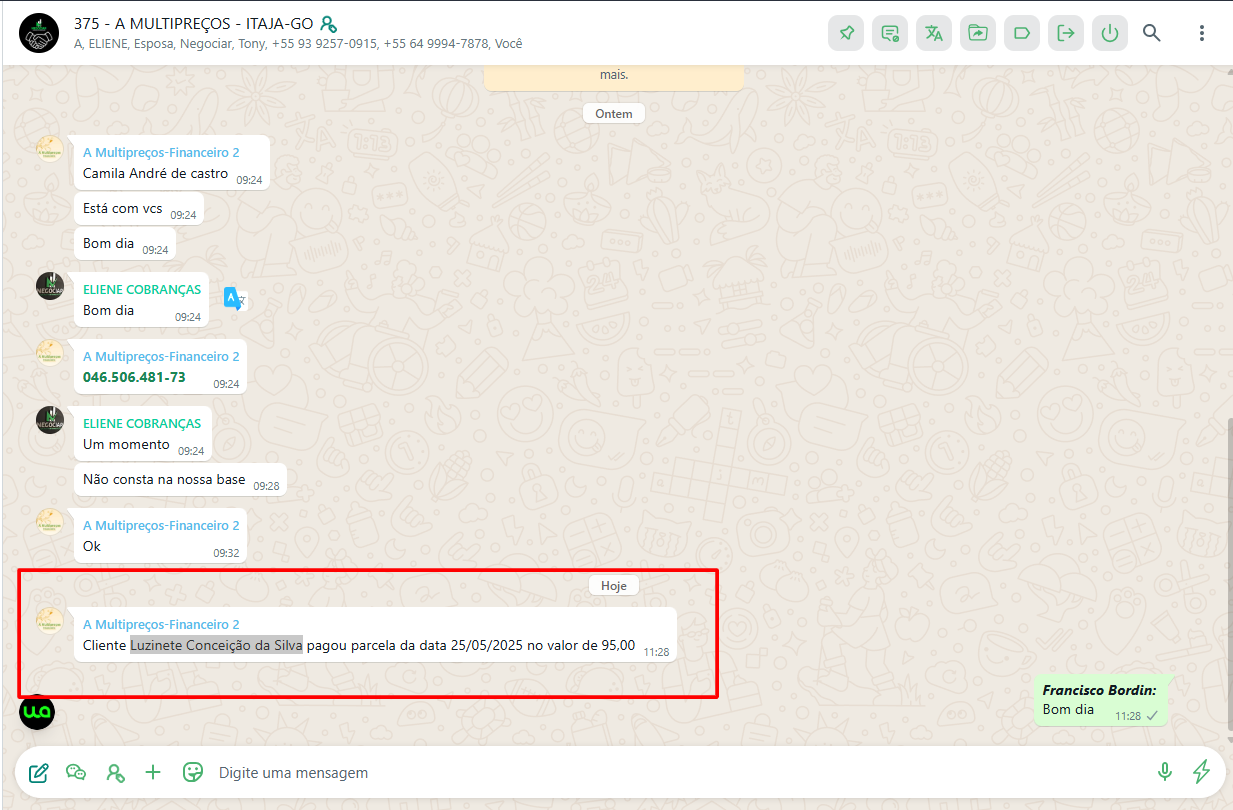 375 - A MULTIPREÇOS - ITAJA-GO
A, ELIENE, Esposa, Negociar, Tony, +55 93 9257-0915, +55 64 9994-7878, Você
mais.
Ontem
A Multipreços-Financeiro 2
Camila André de castro 09:24
Está com vcs 09:24
Bom dia 09:24
ELIENE COBRANÇAS
Bom dia 09:24
A Multipreços-Financeiro 2
046.506.481-73 09:24
ELIENE COBRANÇAS
Um momento 09:24
Não consta na nossa base 09:28
A Multipreços-Financeiro 2
Ok 09:32
Hoje
A Multipreços-Financeiro 2
Cliente Luzinete Conceição da Silva pagou parcela da data 25/05/2025 no valor de 95,00 11:28
Francisco Bordin:
Bom dia 11:28
Digite uma mensagem